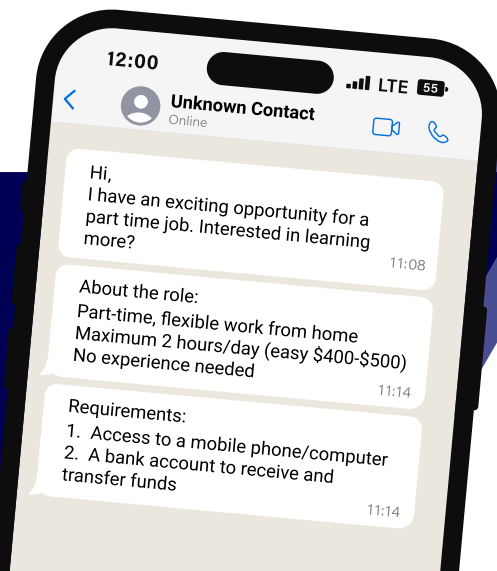 12:00 LTE 55
Unknown Contact
Online
Hi,
I have an exciting opportunity for a
part time job. Interested in learning
more?
11:08
About the role:
Part-time, flexible work from home
Maximum 2 hours/day (easy $400-$500)
No experience needed
11:14
Requirements:
1. Access to a mobile phone/computer
2. A bank account to receive and
transfer funds
11:14